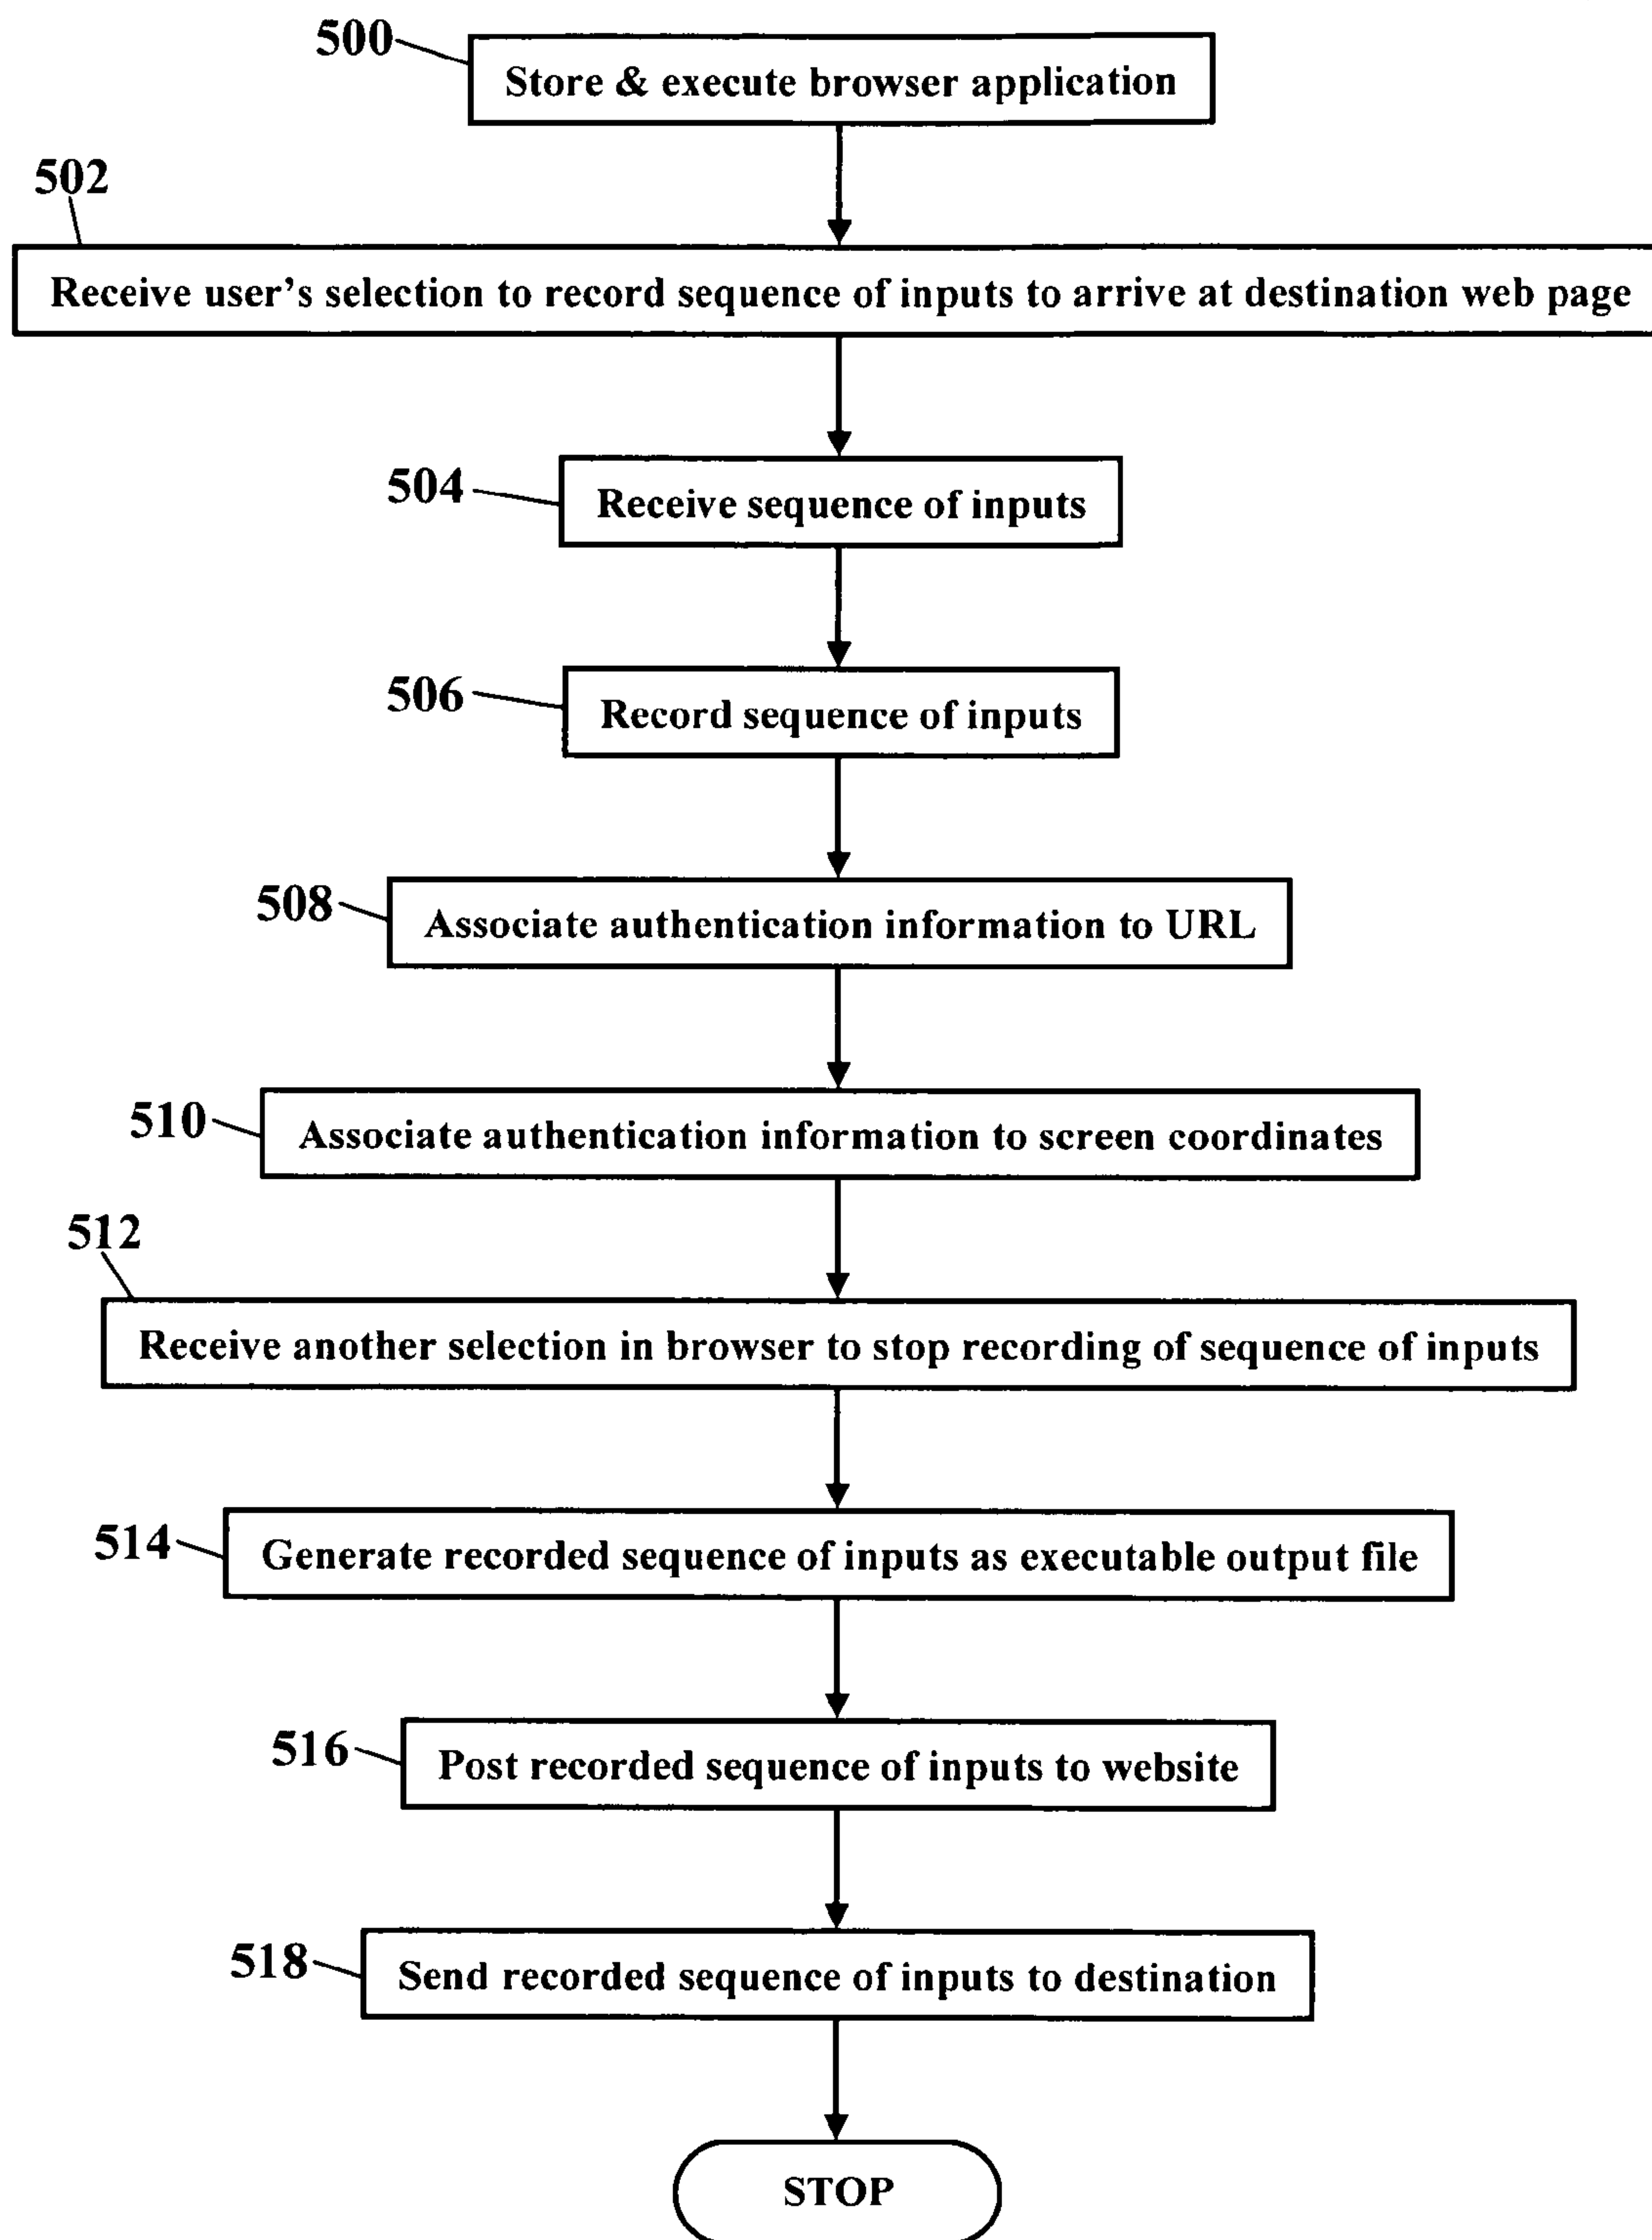 500
Store & execute browser application
502
Receive user’s selection to record sequence of inputs to arrive at destination web page
504
Receive sequence of inputs
506
Record sequence of inputs
508
Associate authentication information to URL
510
Associate authentication information to screen coordinates
512
Receive another selection in browser to stop recording of sequence of inputs
514
Generate recorded sequence of inputs as executable output file
516
Post recorded sequence of inputs to website
518
Send recorded sequence of inputs to destination
STOP